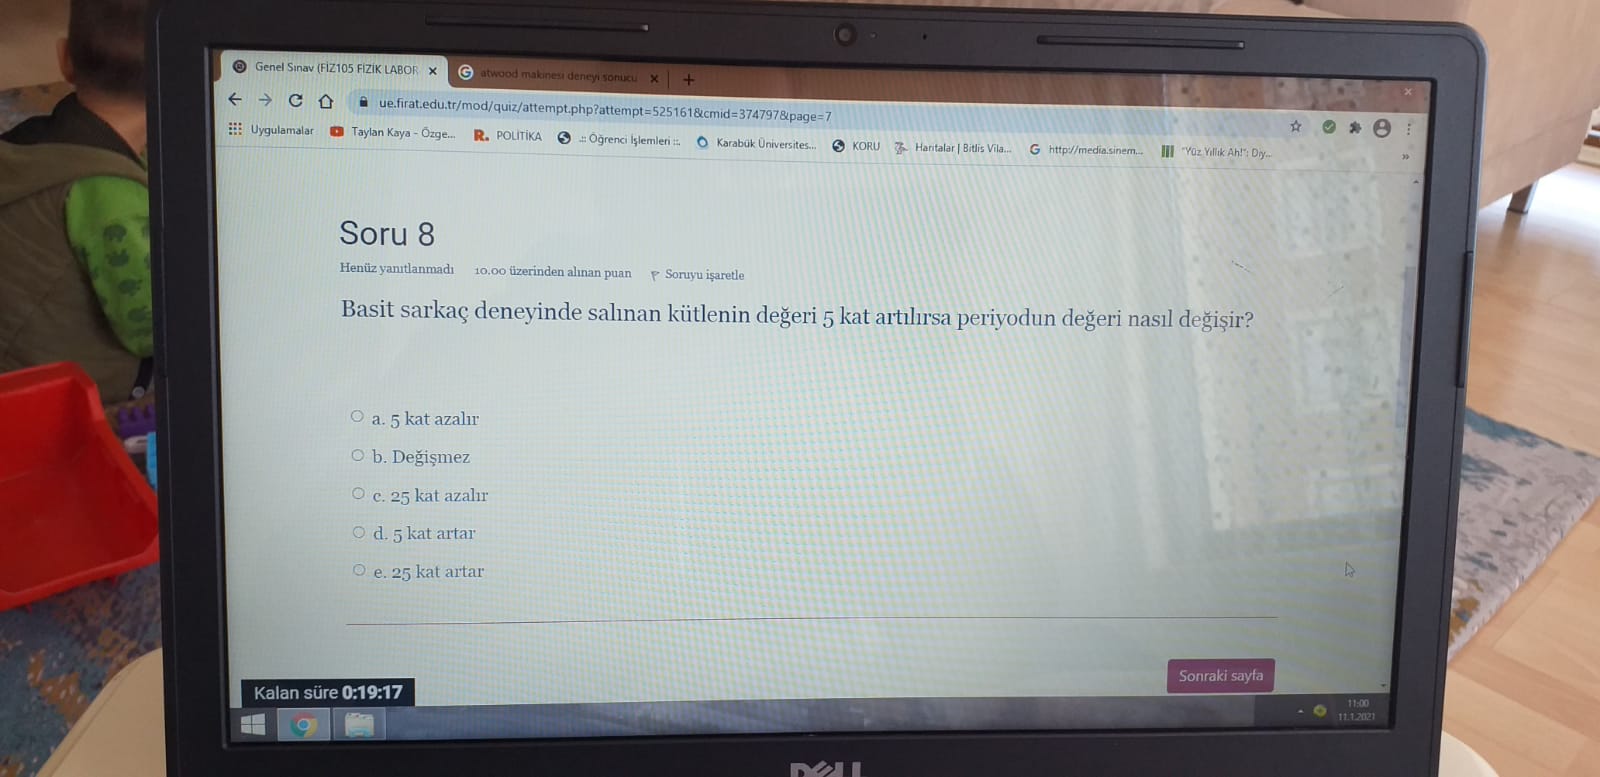 Genel Sınav (FİZ105 FİZİK LABOR
atwood makinesi deneyi sonucu
ue.firat.edu.tr/mod/quiz/attempt.php?attempt=525161&cmid=374797&page=7
Uygulamalar Taylan Kaya - Özge... R. POLİTİKA .:: Öğrenci İşlemleri ::. Karabük Üniversites... KORU Haritalar | Bitlis Vila... http://media.sinem... "Yüz Yıllık Ah!"; Diy...
Soru 8
Henüz yanıtlanmadı 10.00 üzerinden alınan puan Soruyu işaretle
Basit sarkaç deneyinde salınan kütlenin değeri 5 kat artılırsa periyodun değeri nasıl değişir?
a. 5 kat azalır
b. Değişmez
c. 25 kat azalır
d. 5 kat artar
e. 25 kat artar
Sonraki sayfa
Kalan süre 0:19:17
11:00
11.1.2021
DELL